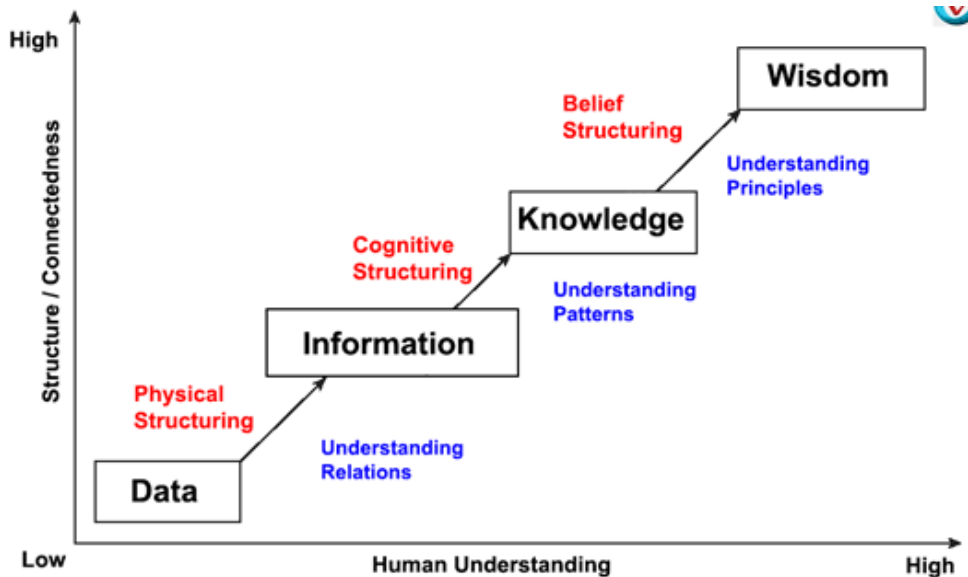 High
Wisdom
Belief
Structuring
Understanding
Principles
Knowledge
Cognitive
Structuring
Understanding
Patterns
Information
Physical
Structuring
Understanding
Relations
Data
Structure / Connectedness
Low
Human Understanding
High